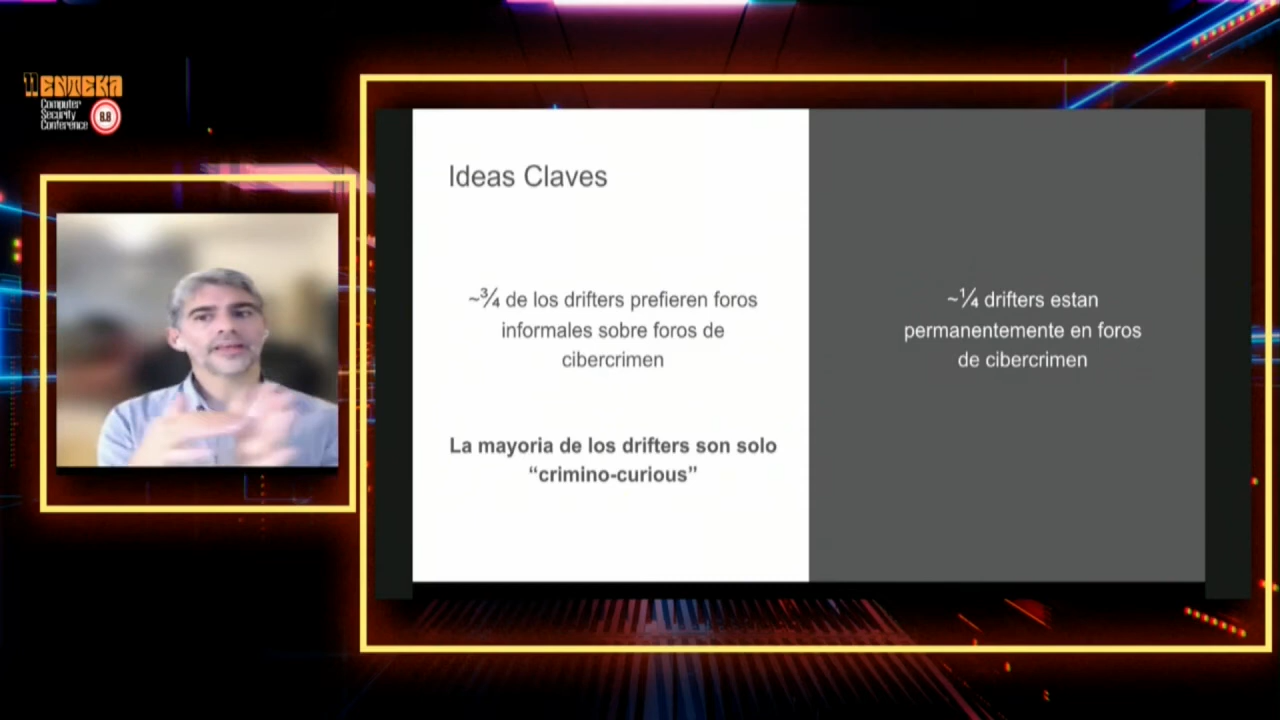 11ENTEKA
Computer
Security
Conference
8.8
Ideas Claves
~¾ de los drifters prefieren foros
informales sobre foros de
cibercrimen
La mayoria de los drifters son solo
“crimino-curious”
~¼ drifters estan
permanentemente en foros
de cibercrimen